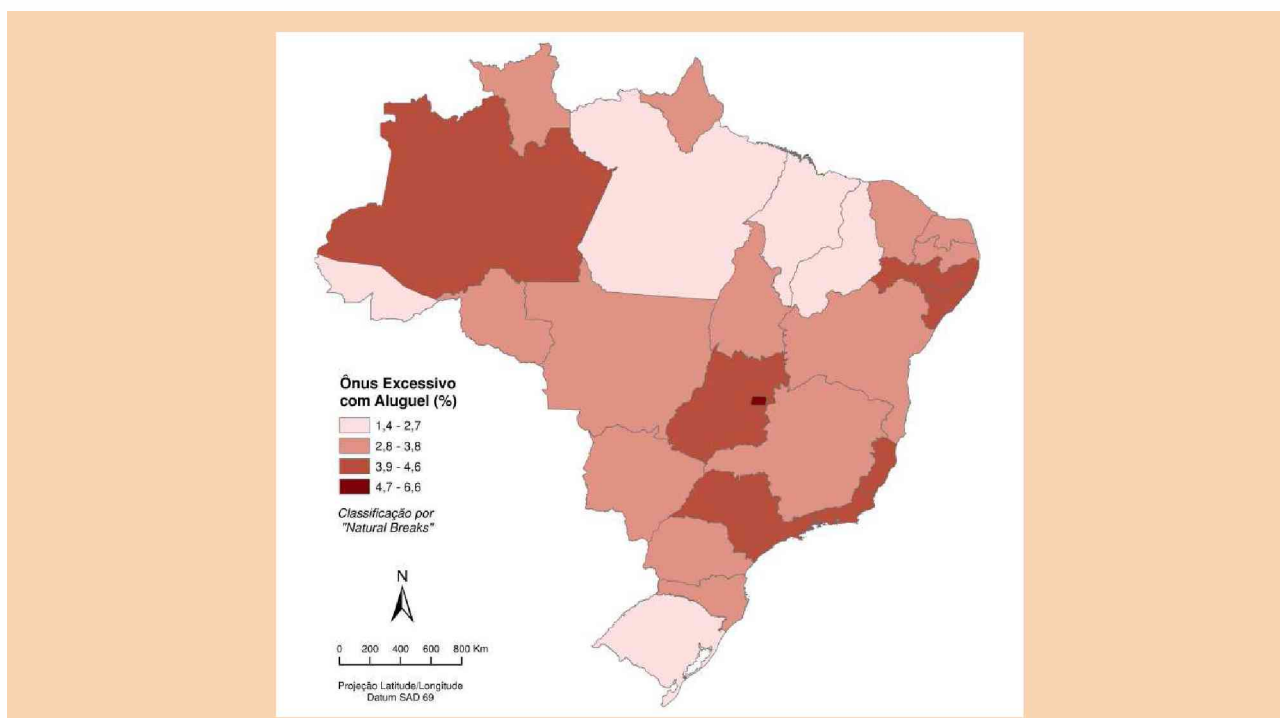 Ônus Excessivo
com Aluguel (%)
1,4 - 2,7
2,8 - 3,8
3,9 - 4,6
4,7 - 6,6
Classificação por
"Natural Breaks"
N
0 200 400 600 800 Km
Projeção Latitude/Longitude
Datum SAD 69